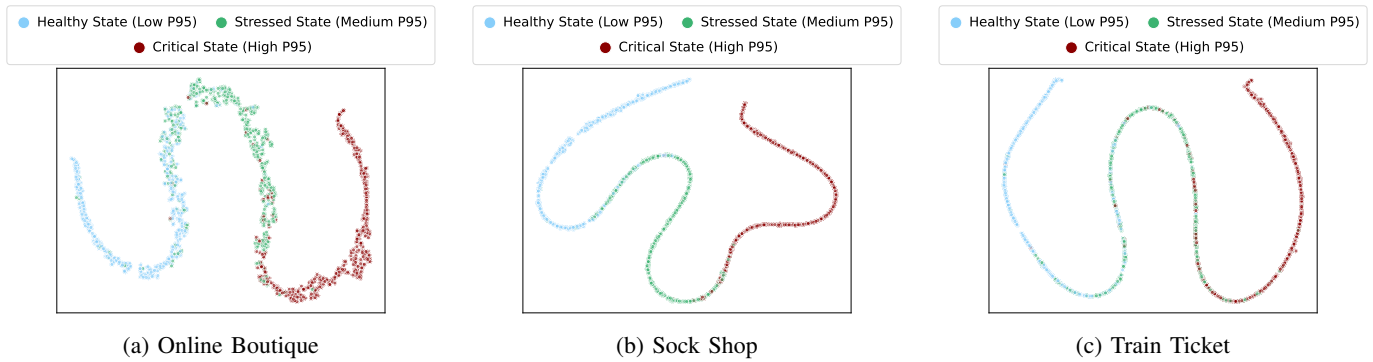 Healthy State (Low P95) Stressed State (Medium P95)
Critical State (High P95)
Healthy State (Low P95) Stressed State (Medium P95)
Critical State (High P95)
Healthy State (Low P95) Stressed State (Medium P95)
Critical State (High P95)
(a) Online Boutique
(b) Sock Shop
(c) Train Ticket